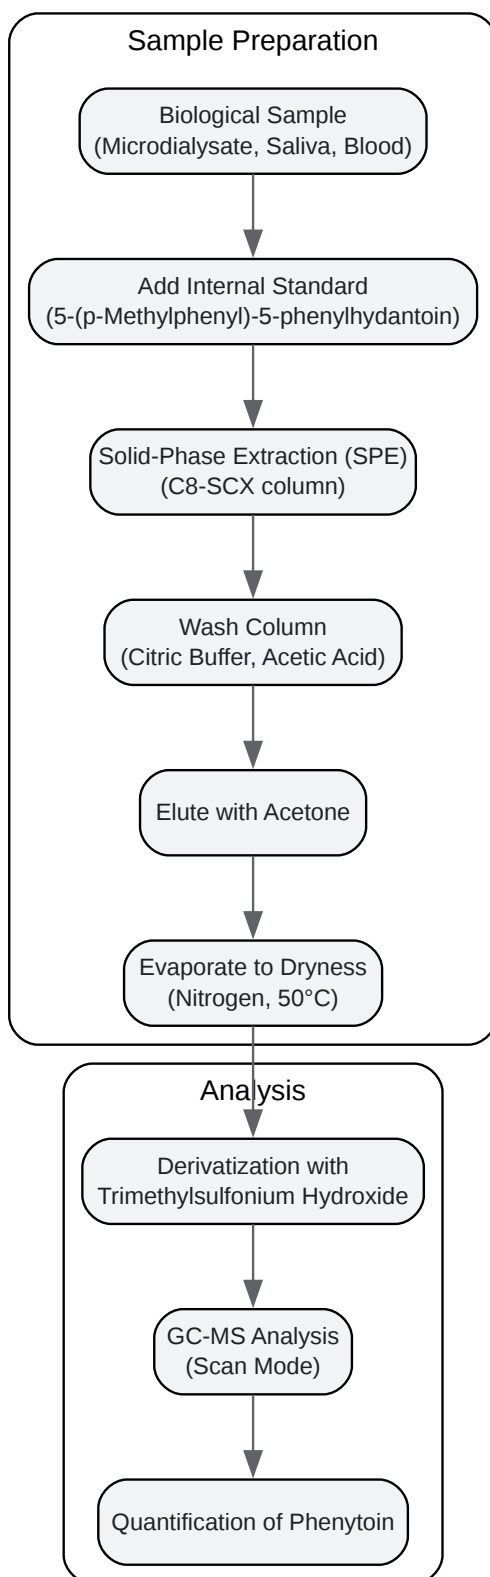 Sample Preparation
Biological Sample
(Microdialysate, Saliva, Blood)
Add Internal Standard
(5-(p-Methylphenyl)-5-phenylhydantoin)
Solid-Phase Extraction (SPE)
(C8-SCX column)
Wash Column
(Citric Buffer, Acetic Acid)
Elute with Acetone
Evaporate to Dryness
(Nitrogen, 50°C)
Analysis
Derivatization with
Trimethylsulfonium Hydroxide
GC-MS Analysis
(Scan Mode)
Quantification of Phenytoin